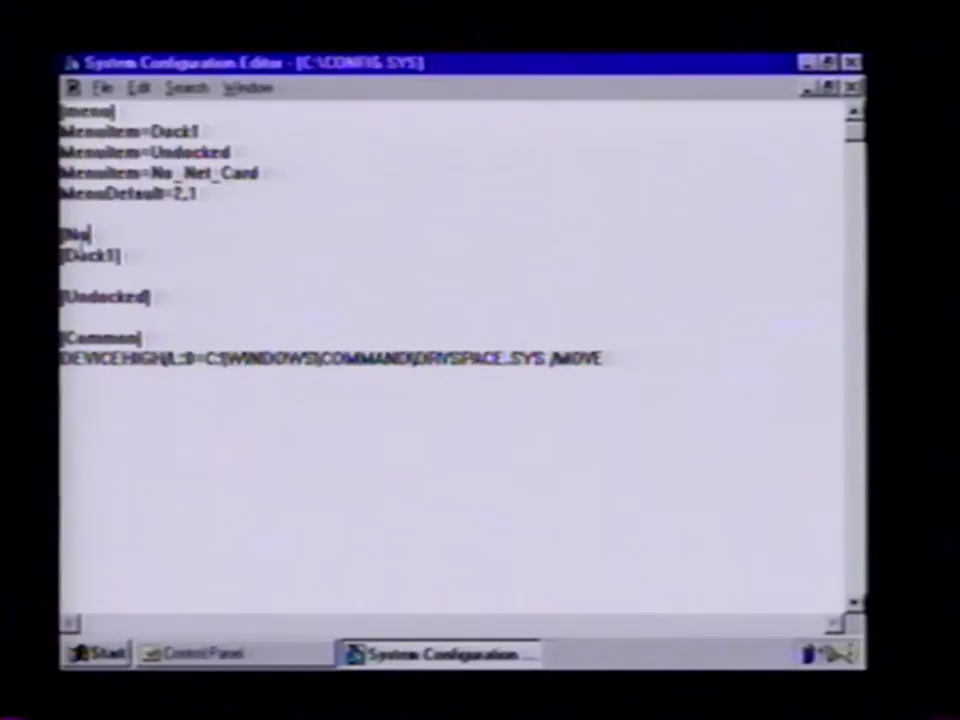 System Configuration Editor - [C:\CONFIG.SYS]
File Edit Search Window
[menu]
Menuitem=Dock1
Menuitem=Undocked
Menuitem=No_Net_Card
MenuDefault=2,1
[No
[Dock1]
[Undocked]
[Common]
DEVICEHIGH/L:0=C:\WINDOWS\COMMAND\DRVSPACE.SYS /MOVE
Start Control Panel System Configuration ...